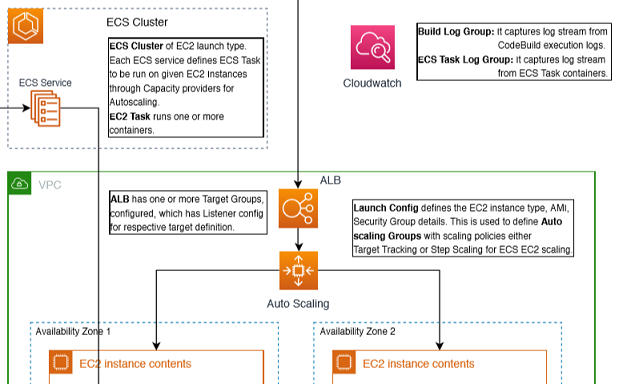 ECS Cluster
ECS Service
ECS Cluster of EC2 launch type.
Each ECS service defines ECS Task
to be run on given EC2 Instances
through Capacity providers for
Autoscaling.
EC2 Task runs one or more
containers.
Cloudwatch
Build Log Group: it captures log stream from
CodeBuild execution logs.
ECS Task Log Group: it captures log stream
from ECS Task containers.
VPC
ALB
ALB has one or more Target Groups,
configured, which has Listener config
for respective target definition.
Launch Config defines the EC2 instance type, AMi,
Security Group details. This is used to define Auto
scaling Groups with scaling policies either
Target Tracking or Step Scaling for ECS EC2 scaling.
Auto Scaling
Availability Zone 1
EC2 instance contents
Availability Zone 2
EC2 instance contents